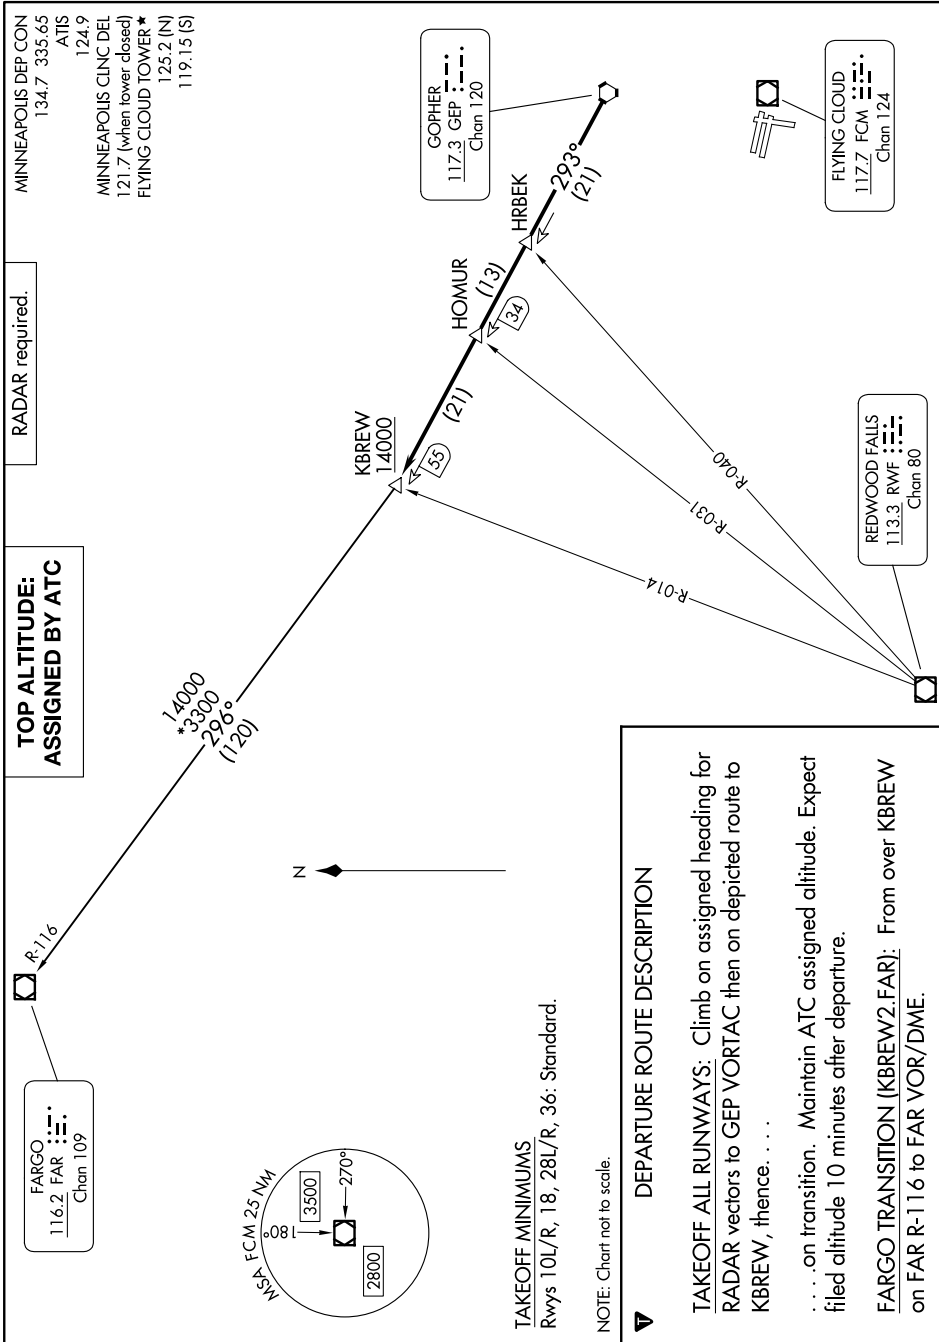 MINNEAPOLIS DEP CON
134.7 335.65
ATIS
124.9
MINNEAPOLIS CLNC DEL
121.7 (when tower closed)
FLYING CLOUD TOWER★
125.2 (N)
119.15 (S)
RADAR required.
TOP ALTITUDE:
ASSIGNED BY ATC
FARGO
116.2 FAR
Chan 109
R-116
14000
*3300
296°
(120)
KBREW
14000
55
(21)
HOMUR
34
(13)
HRBEK
293°
(21)
GOPHER
117.3 GEP
Chan 120
FLYING CLOUD
117.7 FCM
Chan 124
REDWOOD FALLS
113.3 RWF
Chan 80
R-014
R-031
R-040
N
MSA FCM 25 NM
180°
3500
270°
2800
TAKEOFF MINIMUMS
Rwys 10L/R, 18, 28L/R, 36: Standard.
NOTE: Chart not to scale.
T
DEPARTURE ROUTE DESCRIPTION
TAKEOFF ALL RUNWAYS: Climb on assigned heading for
RADAR vectors to GEP VORTAC then on depicted route to
KBREW, thence. . . .
. . . .on transition. Maintain ATC assigned altitude. Expect
filed altitude 10 minutes after departure.
FARGO TRANSITION (KBREW2.FAR): From over KBREW
on FAR R-116 to FAR VOR/DME.